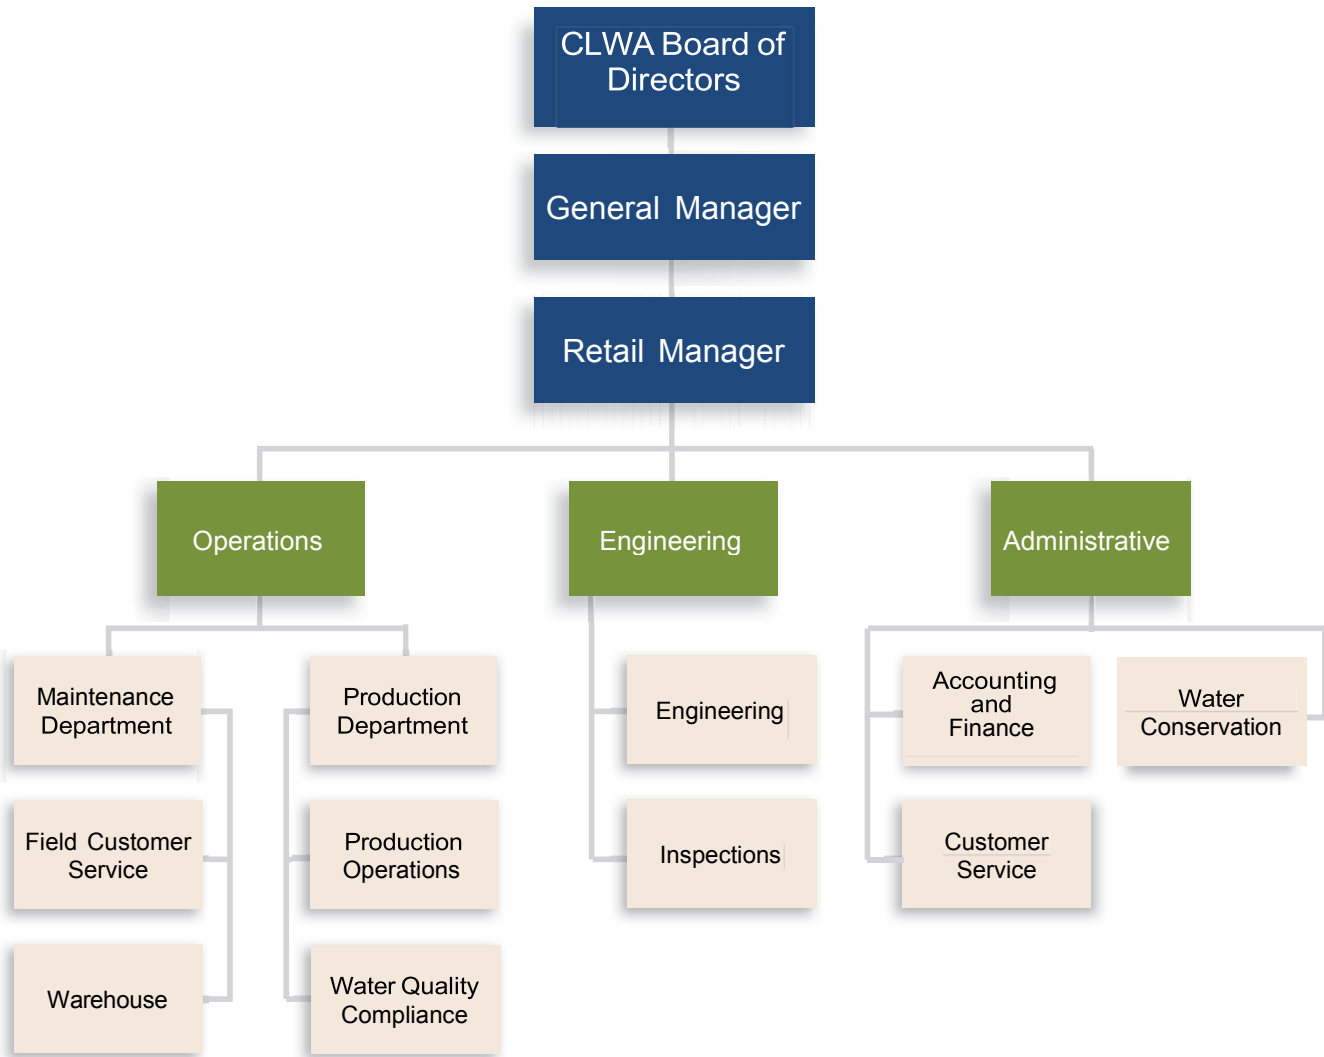 CLWA Board of
Directors
General Manager
Retail Manager
Operations
Engineering
Administrative
Maintenance
Department
Production
Department
Engineering
Accounting
and
Finance
Water
Conservation
Field Customer
Service
Production
Operations
Inspections
Customer
Service
Warehouse
Water Quality
Compliance